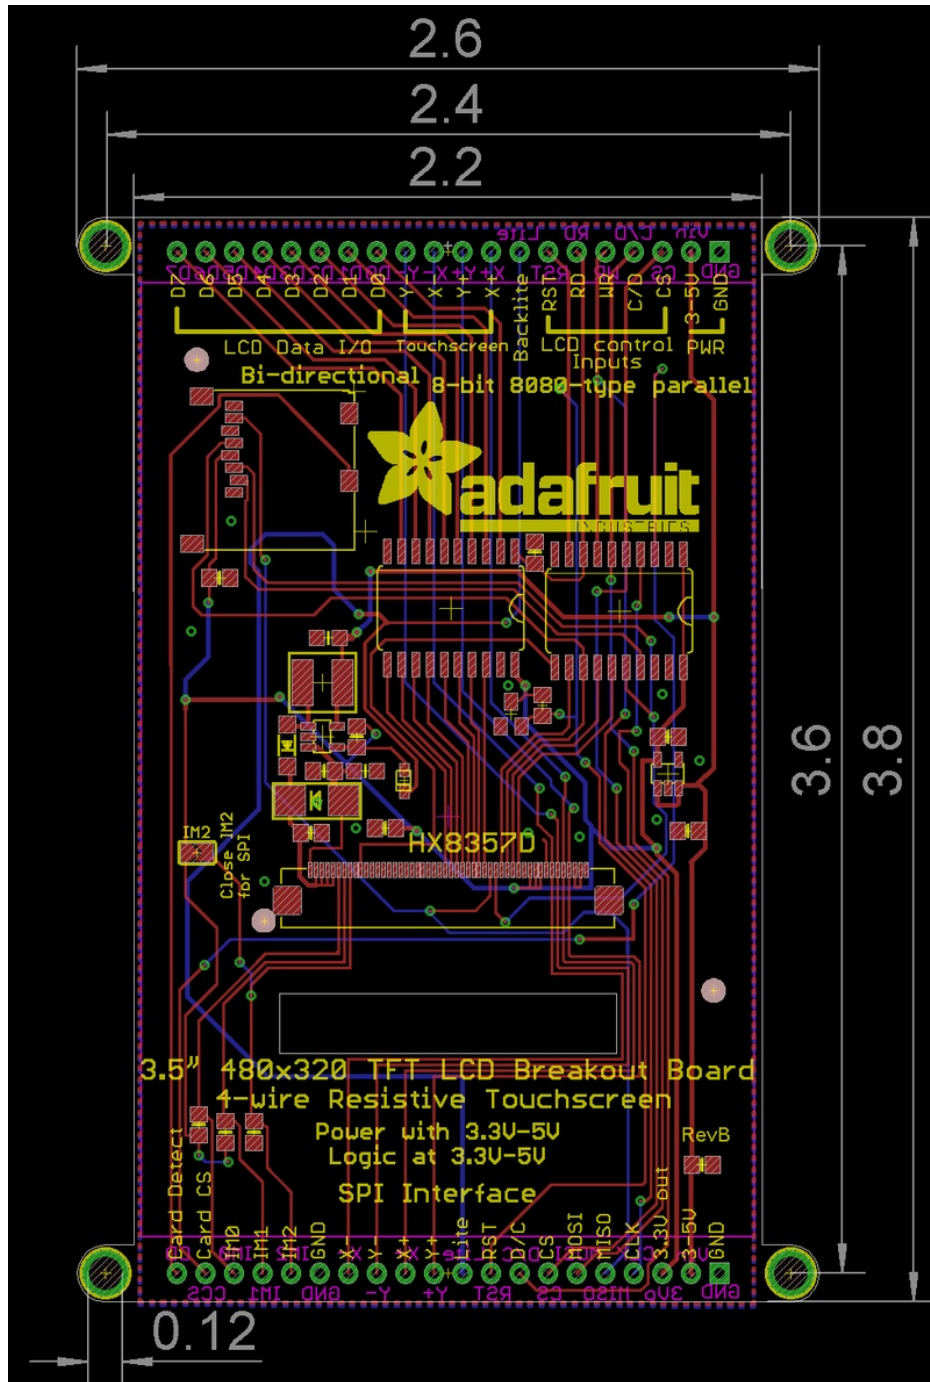 2.6
2.4
2.2
Lite RD C/D Vin
D7 D6 D5 D4 D3 D2 D1 D0 Y- X- Y+ X+ RST RD WR C/D CS 3-5V GND
Backlite
LCD Data I/O Touchscreen LCD control PWR
Inputs
Bi-directional 8-bit 8080-type parallel
adafruit
INDUSTRIES
3.6
3.8
HX8357D
IM2
Close IM2
for SPI
3.5" 480x320 TFT LCD Breakout Board
4-wire Resistive Touchscreen
Power with 3.3V-5V
Logic at 3.3V-5V
RevB
SPI Interface
Card Detect Card CS IM0 IM1 IM2 GND X- Y- X+ Y+ Lite RST D/C CS MOSI MISO CLK 3.3V out 3-5V GND
CCS IM1 GND Y- Y+ RST CS MISO 3Vo GND
0.12